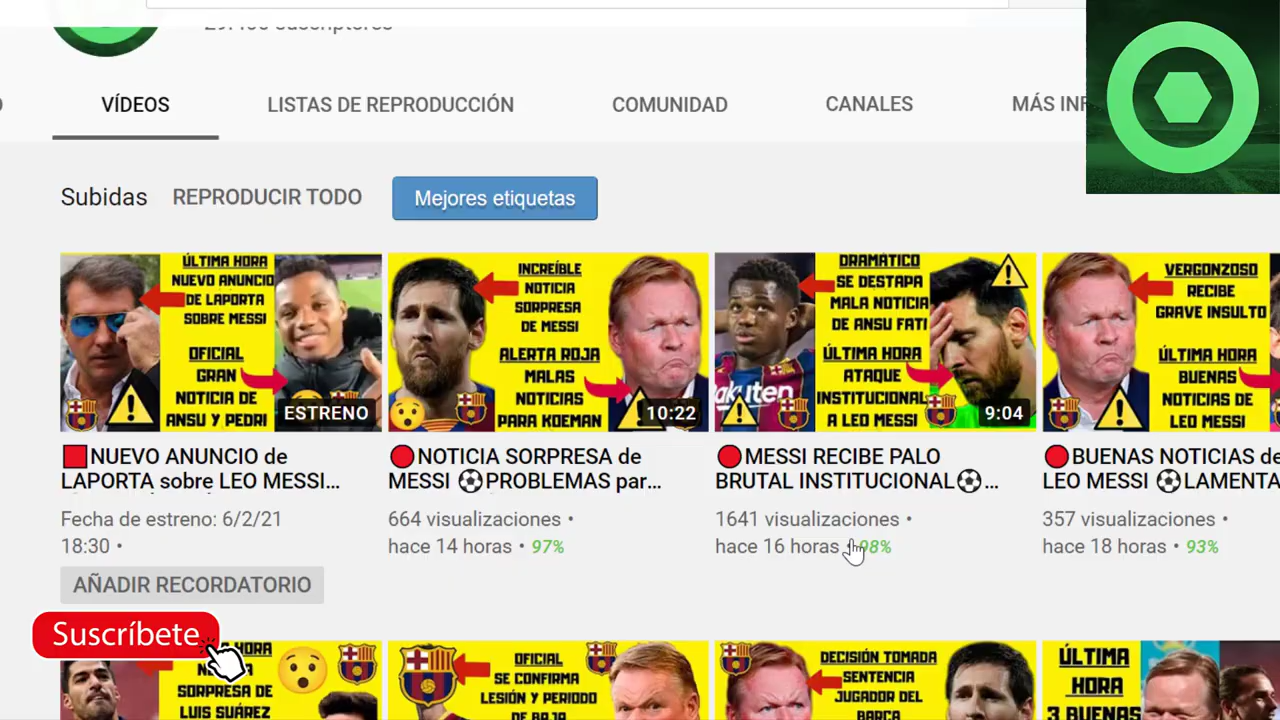 VÍDEOS
LISTAS DE REPRODUCCIÓN
COMUNIDAD
CANALES
MÁS
Subidas
REPRODUCIR TODO
Mejores etiquetas
ÚLTIMA HORA
NUEVO ANUNCIO
DE LAPORTA
SOBRE MESSI
OFICIAL
GRAN
NOTICIA DE
ANSU Y PEDRI
ESTRENO
INCREÍBLE
NOTICIA
SORPRESA
DE MESSI
ALERTA ROJA
MALAS
NOTICIAS
PARA KOEMAN
10:22
DRAMÁTICO
SE DESTAPA
MALA NOTICIA
DE ANSU FATI
ÚLTIMA HORA
ATAQUE
INSTITUCIONAL
A LEO MESSI
9:04
VERGONZOSO
RECIBE
GRAVE INSULTO
ÚLTIMA HORA
BUENAS
NOTICIAS DE
LEO MESSI
NUEVO ANUNCIO de
LAPORTA sobre LEO MESSI...
Fecha de estreno: 6/2/21
18:30 •
AÑADIR RECORDATORIO
NOTICIA SORPRESA de
MESSI ⚽PROBLEMAS par...
664 visualizaciones •
hace 14 horas • 97%
MESSI RECIBE PALO
BRUTAL INSTITUCIONAL⚽...
1641 visualizaciones •
hace 16 horas • 98%
BUENAS NOTICIAS de
LEO MESSI ⚽LAMENTA
357 visualizaciones •
hace 18 horas • 93%
Suscríbete
HORA
SORPRESA DE
LUIS SUÁREZ
OFICIAL
SE CONFIRMA
LESIÓN Y PERIODO
DE BAJA
DECISIÓN TOMADA
SENTENCIA
JUGADOR DEL
BARÇA
ÚLTIMA
HORA
3 BUENAS